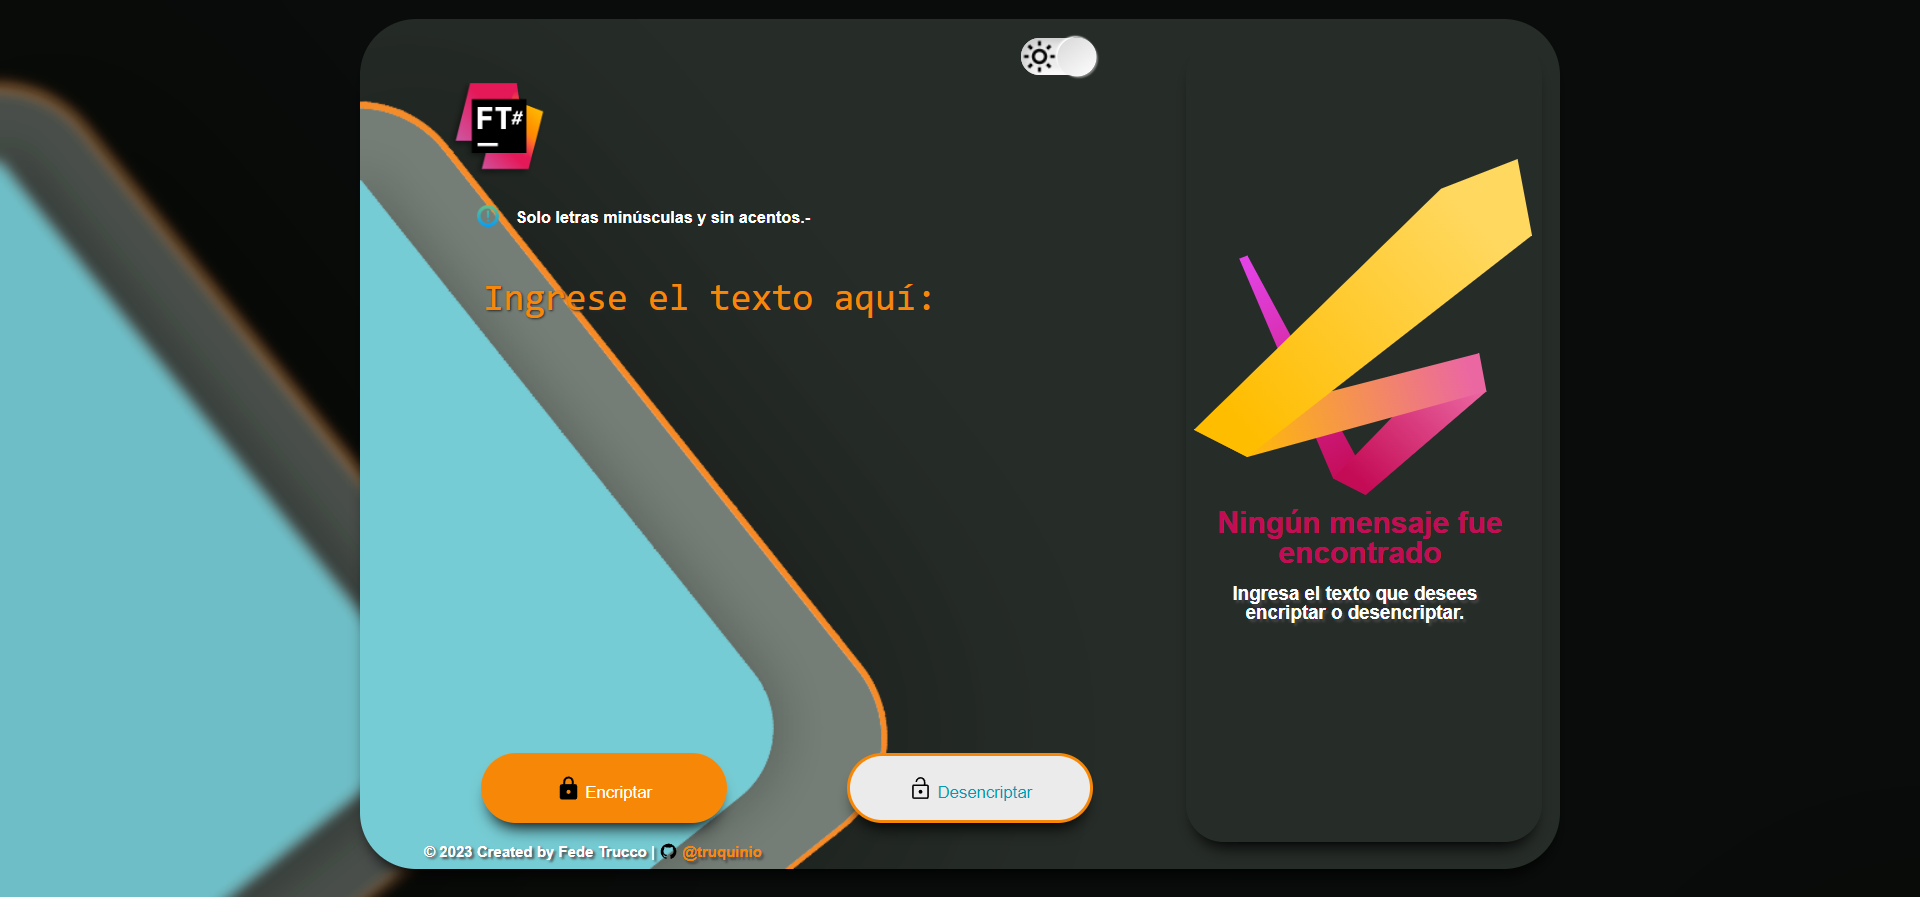 FT#
Solo letras minúsculas y sin acentos.-
Ingrese el texto aquí:
Ningún mensaje fue
encontrado
Ingresa el texto que desees
encriptar o desencriptar.
Encriptar
Desencriptar
© 2023 Created by Fede Trucco | @truquinio